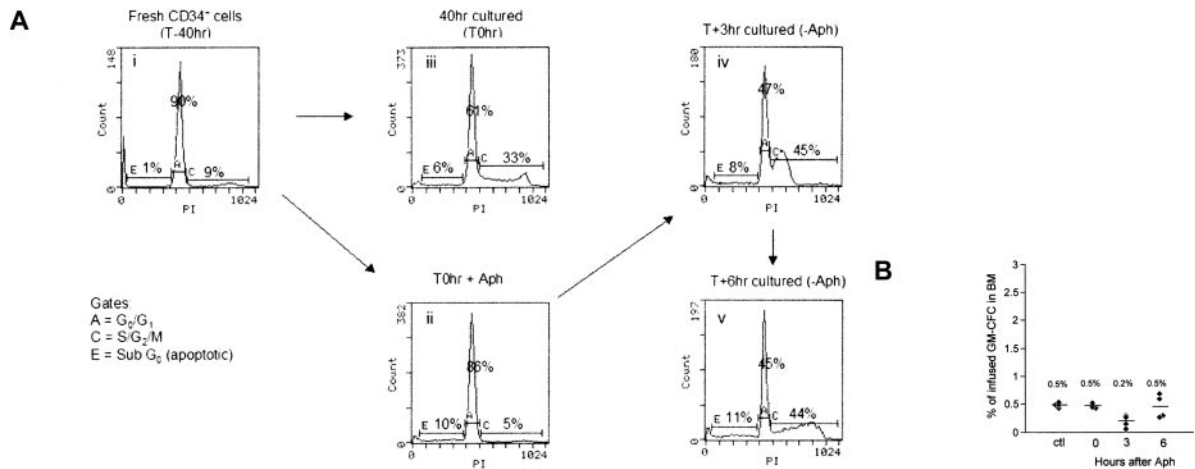 A
Fresh CD34+ cells
(T-40hr)
148
i
90%
E 1%
A
C 9%
Count
0
0
1024
PI
40hr cultured
(T0hr)
373
iii
61%
E 6%
A
C
33%
Count
0
0
1024
PI
T+3hr cultured (-Aph)
180
iv
47%
E 8%
A
C
45%
Count
0
0
1024
PI
Gates:
A = G0/G1
C = S/G2/M
E = Sub G0 (apoptotic)
T0hr + Aph
382
ii
86%
E 10%
A
C 5%
Count
0
0
1024
PI
T+6hr cultured (-Aph)
197
v
45%
E 11%
A
C 44%
Count
0
0
1024
PI
B
% of infused GM-CFC in BM
3
2.5
2
1.5
1
0.5
0
0.5% 0.5% 0.2% 0.5%
ctl 0 3 6
Hours after Aph